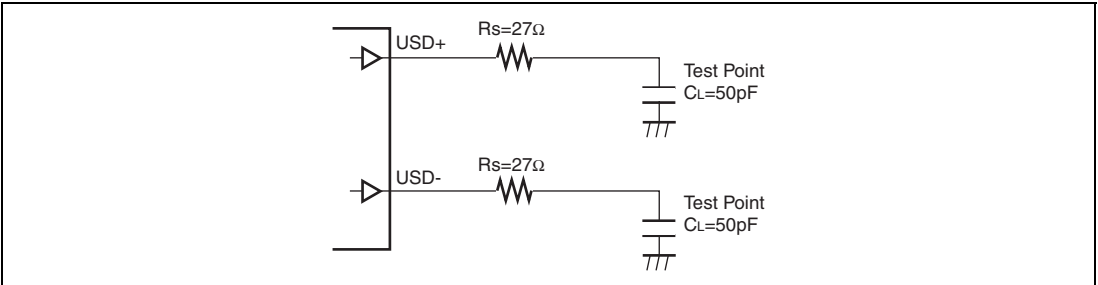 Rs=27Ω
USD+
Test Point
CL=50pF
Rs=27Ω
USD-
Test Point
CL=50pF